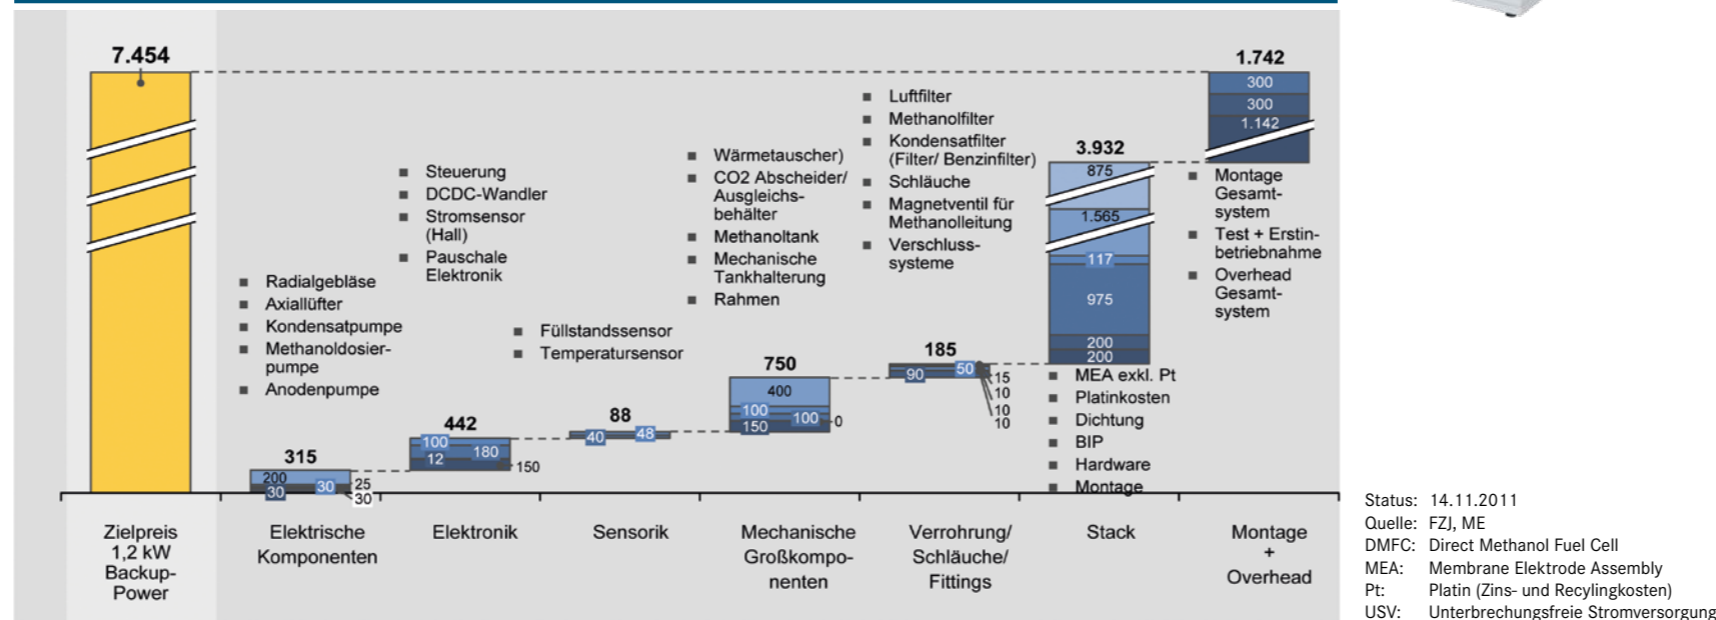 7.454
Zielpreis
1,2 kW
Backup-
Power
315
200
30
30
25
30
Radialgebläse
Axiallüfter
Kondensatpumpe
Methanoldosier-
pumpe
Anodenpumpe
Elektrische
Komponenten
442
100
180
12
150
Steuerung
DCDC-Wandler
Stromsensor
(Hall)
Pauschale
Elektronik
Elektronik
88
40
48
Füllstandssensor
Temperatursensor
Sensorik
750
400
100
100
150
0
Wärmetauscher)
CO2 Abscheider/
Ausgleichs-
behälter
Methanoltank
Mechanische
Tankhalterung
Rahmen
Mechanische
Großkompo-
nenten
185
90
50
15
10
10
10
Luftfilter
Methanolfilter
Kondensatfilter
(Filter/ Benzinfilter)
Schläuche
Magnetventil für
Methanolleitung
Verschluss-
systeme
Verrohrung/
Schläuche/
Fittings
3.932
875
1.565
117
975
200
200
MEA exkl. Pt
Platinkosten
Dichtung
BIP
Hardware
Montage
Stack
1.742
300
300
1.142
Montage
Gesamt-
system
Test + Erstin-
betriebnahme
Overhead
Gesamt-
system
Montage
+
Overhead
Status: 14.11.2011
Quelle: FZJ, ME
DMFC: Direct Methanol Fuel Cell
MEA: Membrane Elektrode Assembly
Pt: Platin (Zins- und Recylingkosten)
USV: Unterbrechungsfreie Stromversorgung